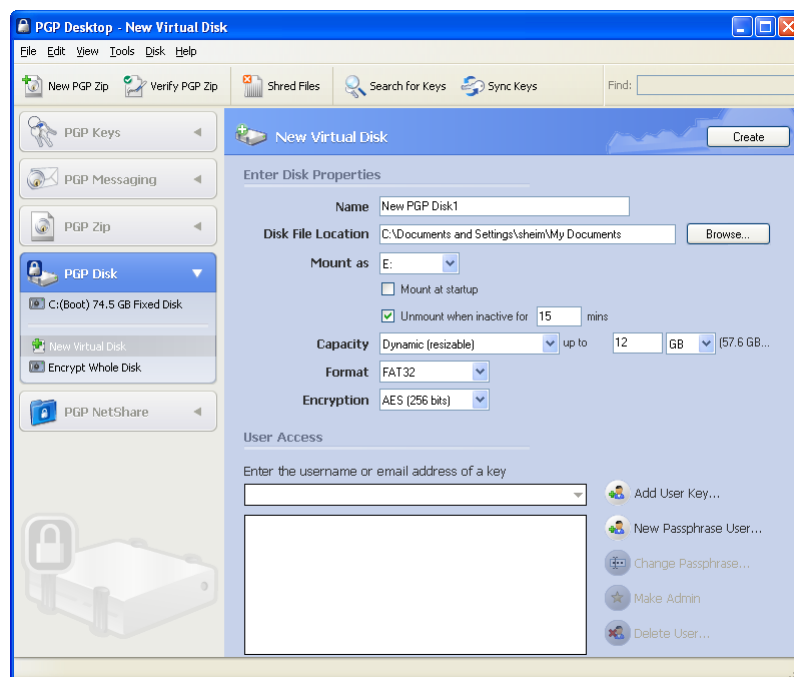 PGP Desktop - New Virtual Disk
File Edit View Tools Disk Help
New PGP Zip Verify PGP Zip Shred Files Search for Keys Sync Keys Find:
PGP Keys
PGP Messaging
PGP Zip
PGP Disk
C:(Boot) 74.5 GB Fixed Disk
New Virtual Disk
Encrypt Whole Disk
PGP NetShare
New Virtual Disk Create
Enter Disk Properties
Name New PGP Disk1
Disk File Location C:\Documents and Settings\sheim\My Documents Browse...
Mount as E:
Mount at startup
Unmount when inactive for 15 mins
Capacity Dynamic (resizable) up to 12 GB (57.6 GB...
Format FAT32
Encryption AES (256 bits)
User Access
Enter the username or email address of a key
Add User Key...
New Passphrase User...
Change Passphrase...
Make Admin
Delete User...